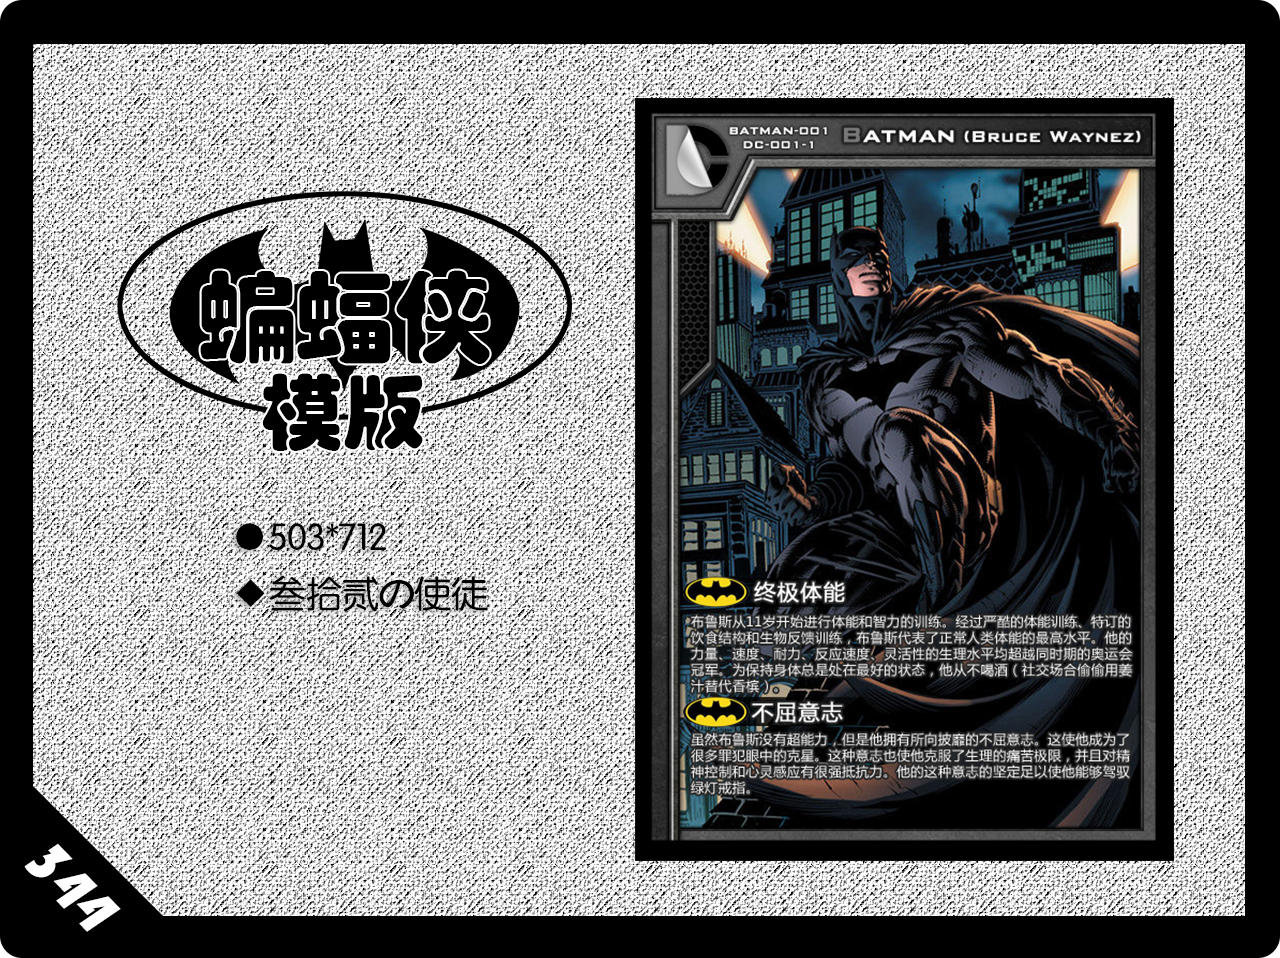 蝙蝠侠
模版
●503*712
◆叁拾贰の使徒
344
BATMAN-001
DC-001-1
BATMAN (BRUCE WAYNEZ)
终极体能
布鲁斯从11岁开始进行体能和智力的训练。经过严酷的体能训练、特订的
饮食结构和生物反馈训练，布鲁斯代表了正常人类体能的最高水平。他的
力量、速度、耐力、反应速度、灵活性的生理水平均超越同时期的奥运会
冠军。为保持身体总是处在最好的状态，他从不喝酒（社交场合偷偷用姜
汁替代香槟）。
不屈意志
虽然布鲁斯没有超能力，但是他拥有所向披靡的不屈意志。这使他成为了
很多罪犯眼中的克星。这种意志也使他克服了生理的痛苦极限，并且对精
神控制和心灵感应有很强抵抗力。他的这种意志的坚定足以使他能够驾驭
绿灯戒指。